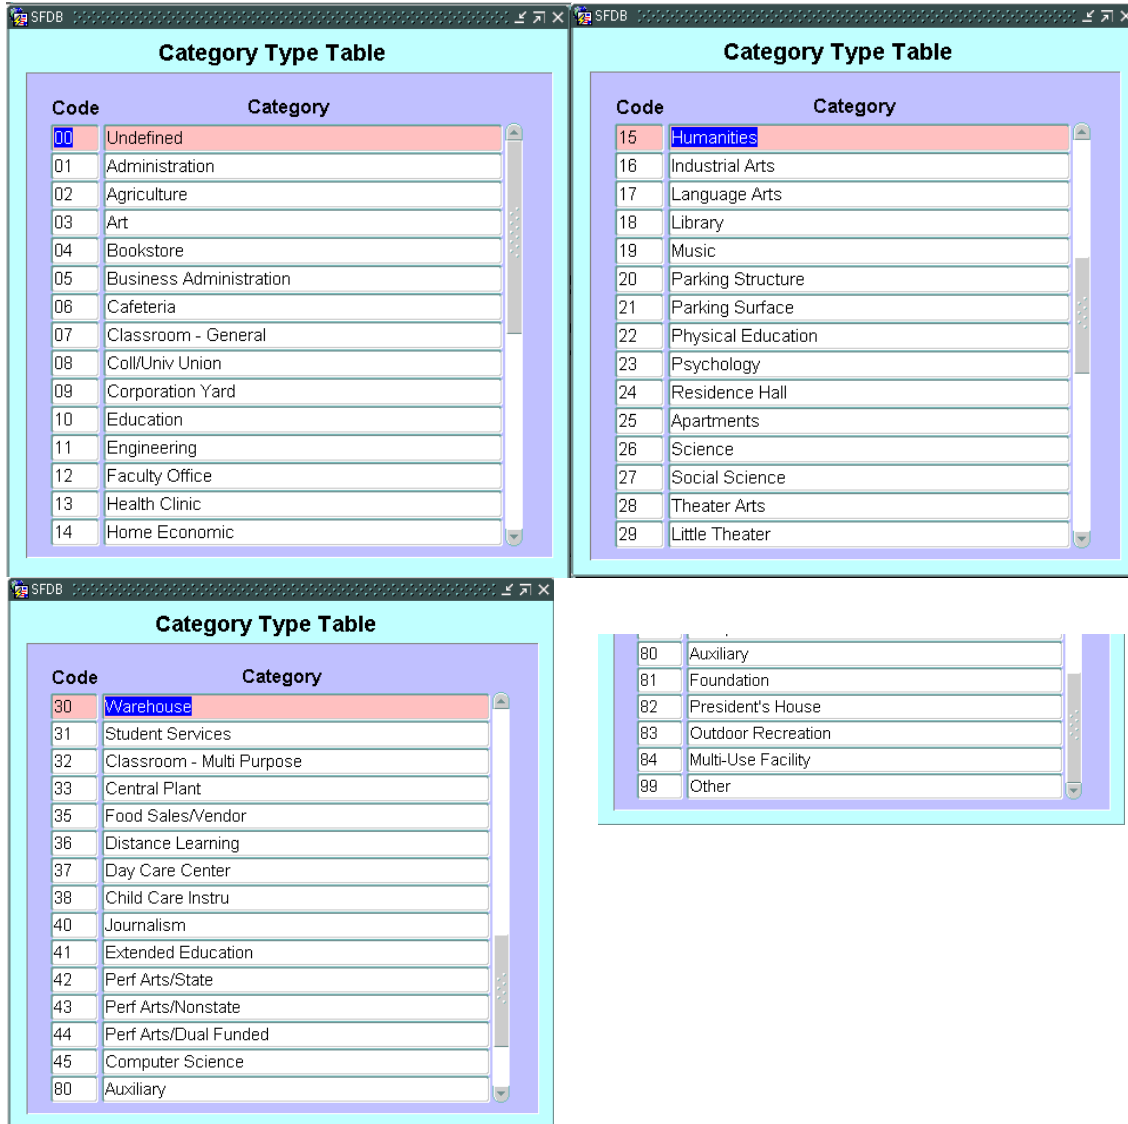 SFDB
Category Type Table
Code Category
00 Undefined
01 Administration
02 Agriculture
03 Art
04 Bookstore
05 Business Administration
06 Cafeteria
07 Classroom - General
08 Coll/Univ Union
09 Corporation Yard
10 Education
11 Engineering
12 Faculty Office
13 Health Clinic
14 Home Economic
SFDB
Category Type Table
Code Category
15 Humanities
16 Industrial Arts
17 Language Arts
18 Library
19 Music
20 Parking Structure
21 Parking Surface
22 Physical Education
23 Psychology
24 Residence Hall
25 Apartments
26 Science
27 Social Science
28 Theater Arts
29 Little Theater
SFDB
Category Type Table
Code Category
30 Warehouse
31 Student Services
32 Classroom - Multi Purpose
33 Central Plant
35 Food Sales/Vendor
36 Distance Learning
37 Day Care Center
38 Child Care Instru
40 Journalism
41 Extended Education
42 Perf Arts/State
43 Perf Arts/Nonstate
44 Perf Arts/Dual Funded
45 Computer Science
80 Auxiliary
80 Auxiliary
81 Foundation
82 President's House
83 Outdoor Recreation
84 Multi-Use Facility
99 Other